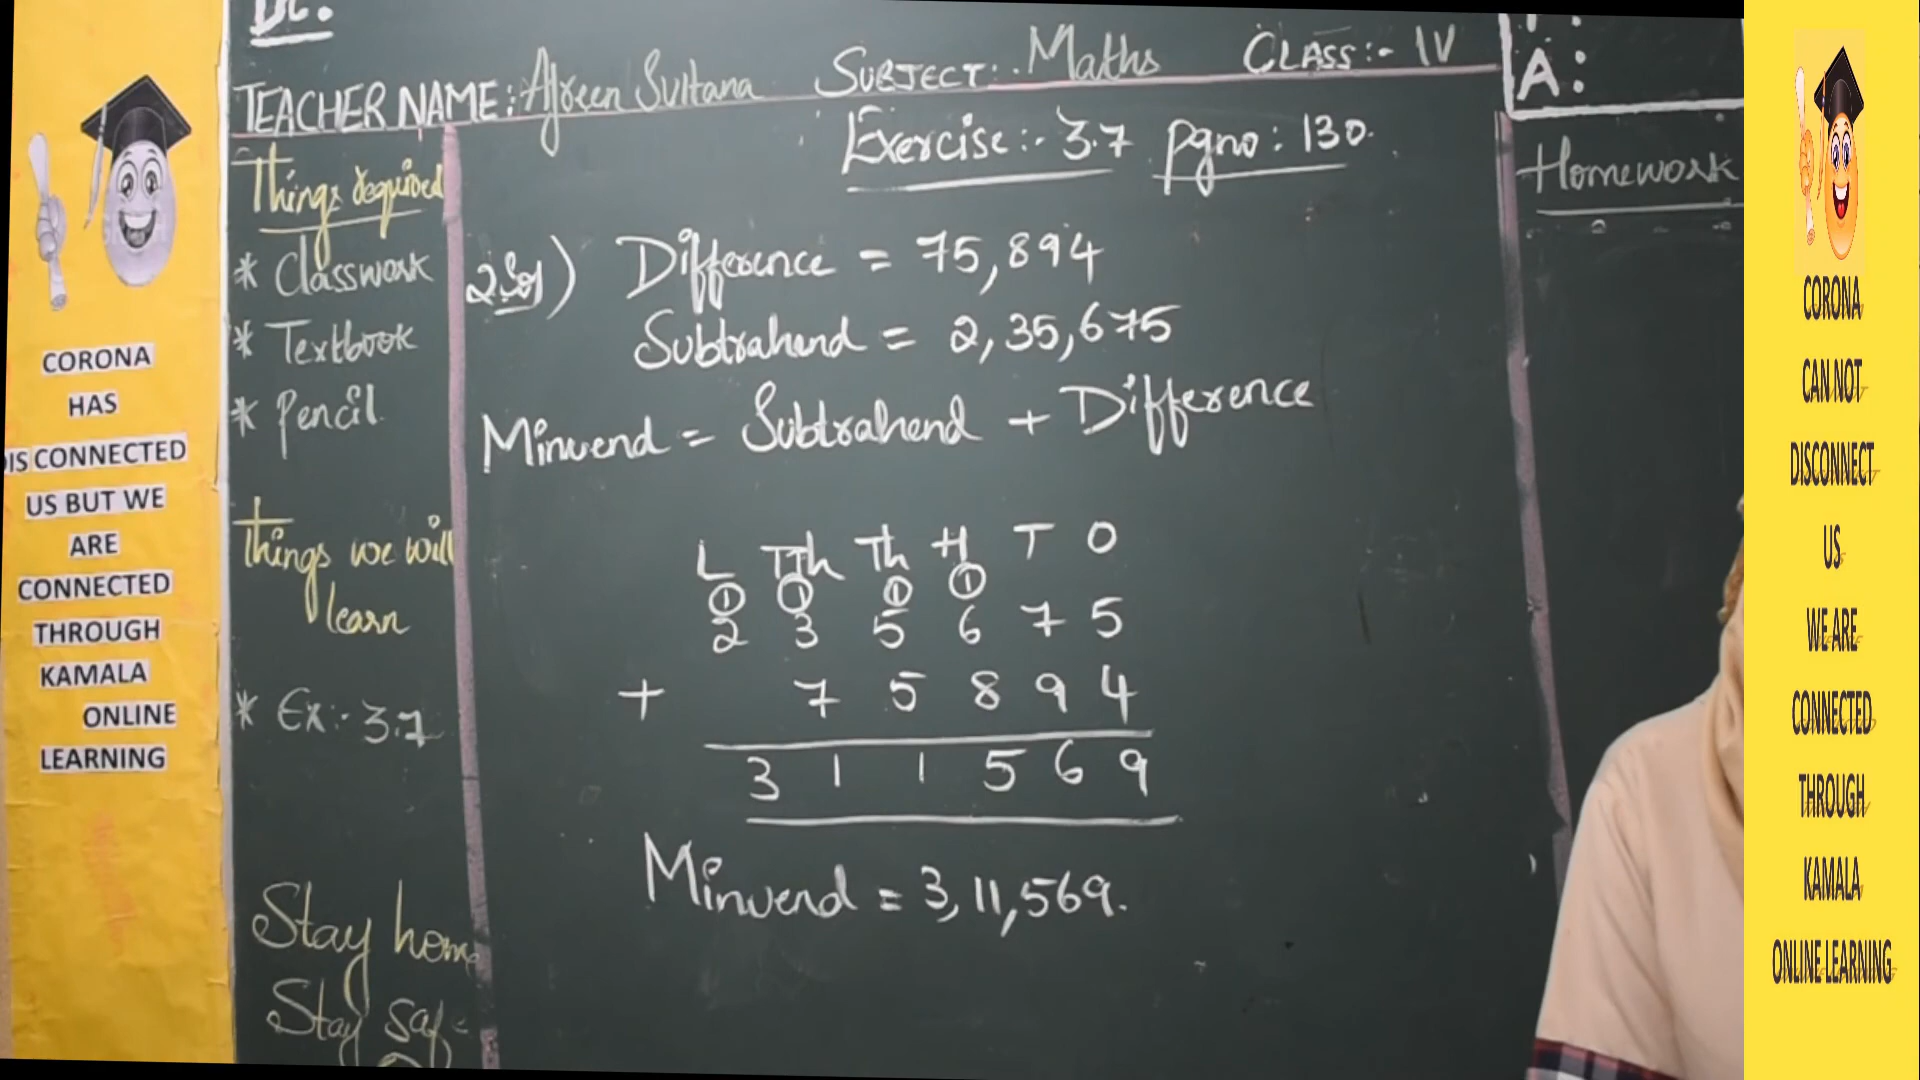 CORONA
HAS
DIS CONNECTED
US BUT WE
ARE
CONNECTED
THROUGH
KAMALA
ONLINE
LEARNING
TEACHER NAME: Afreen Sultana SUBJECT:. Maths CLASS:- IV
Exercise:- 3.7 pgno: 130.
Things required
* Classwork
* Textbook
* Pencil.
Things we will
learn
* Ex:- 3.7
Stay home
Stay safe
2 Sol) Difference = 75,894
Subtrahend = 2,35,675
Minuend = Subtrahend + Difference
L TTh Th H T O
1 1 1 1
2 3 5 6 7 5
+ 7 5 8 9 4
3 1 1 5 6 9
Minuend = 3,11,569.
A:
Homework
CORONA
CAN NOT
DISCONNECT
US
WE ARE
CONNECTED
THROUGH
KAMALA
ONLINE LEARNING